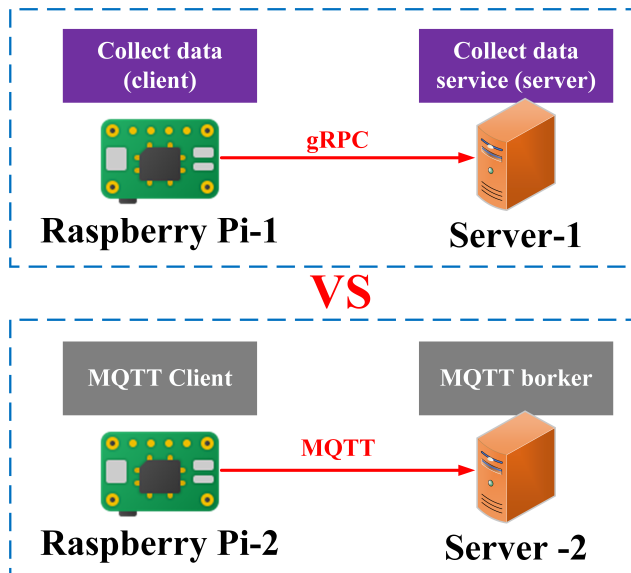 Collect data
(client)
Collect data
service (server)
gRPC
Raspberry Pi-1
Server-1
VS
MQTT Client
MQTT borker
MQTT
Raspberry Pi-2
Server -2